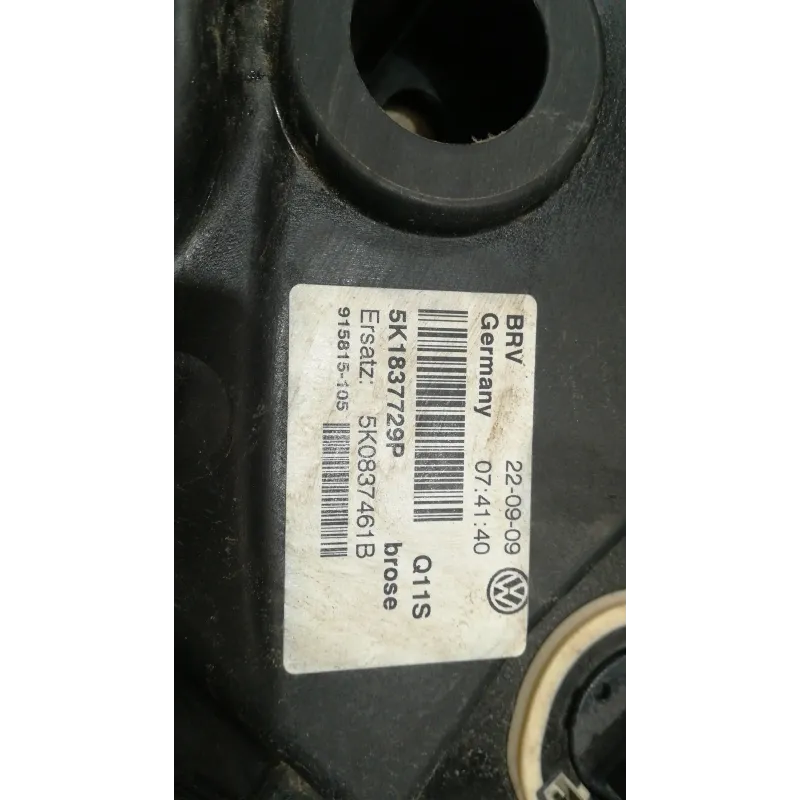 BRV 22-09-09
Germany 07:41:40
Q11S
5K1837729P brose
Ersatz: 5K0837461B
915815-105